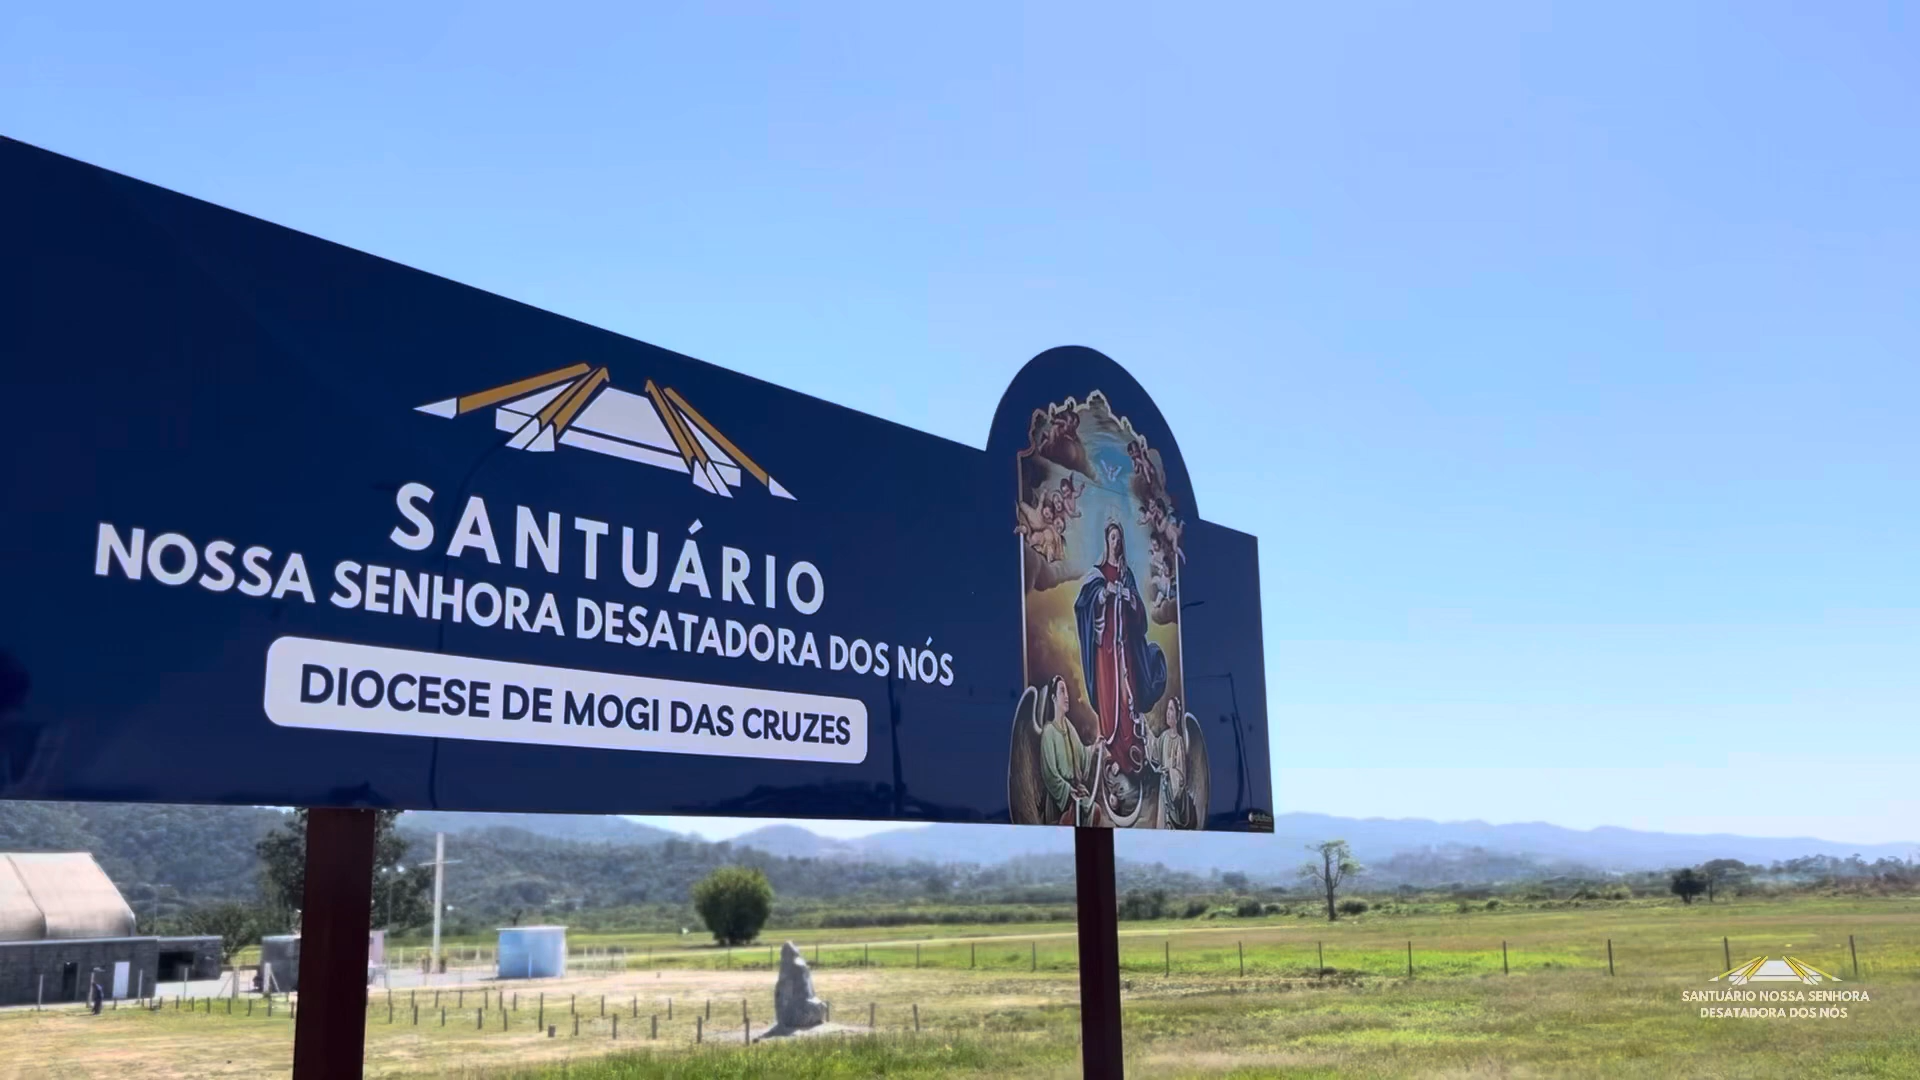 SANTUÁRIO
NOSSA SENHORA DESATADORA DOS NÓS
DIOCESE DE MOGI DAS CRUZES
SANTUÁRIO NOSSA SENHORA
DESATADORA DOS NÓS